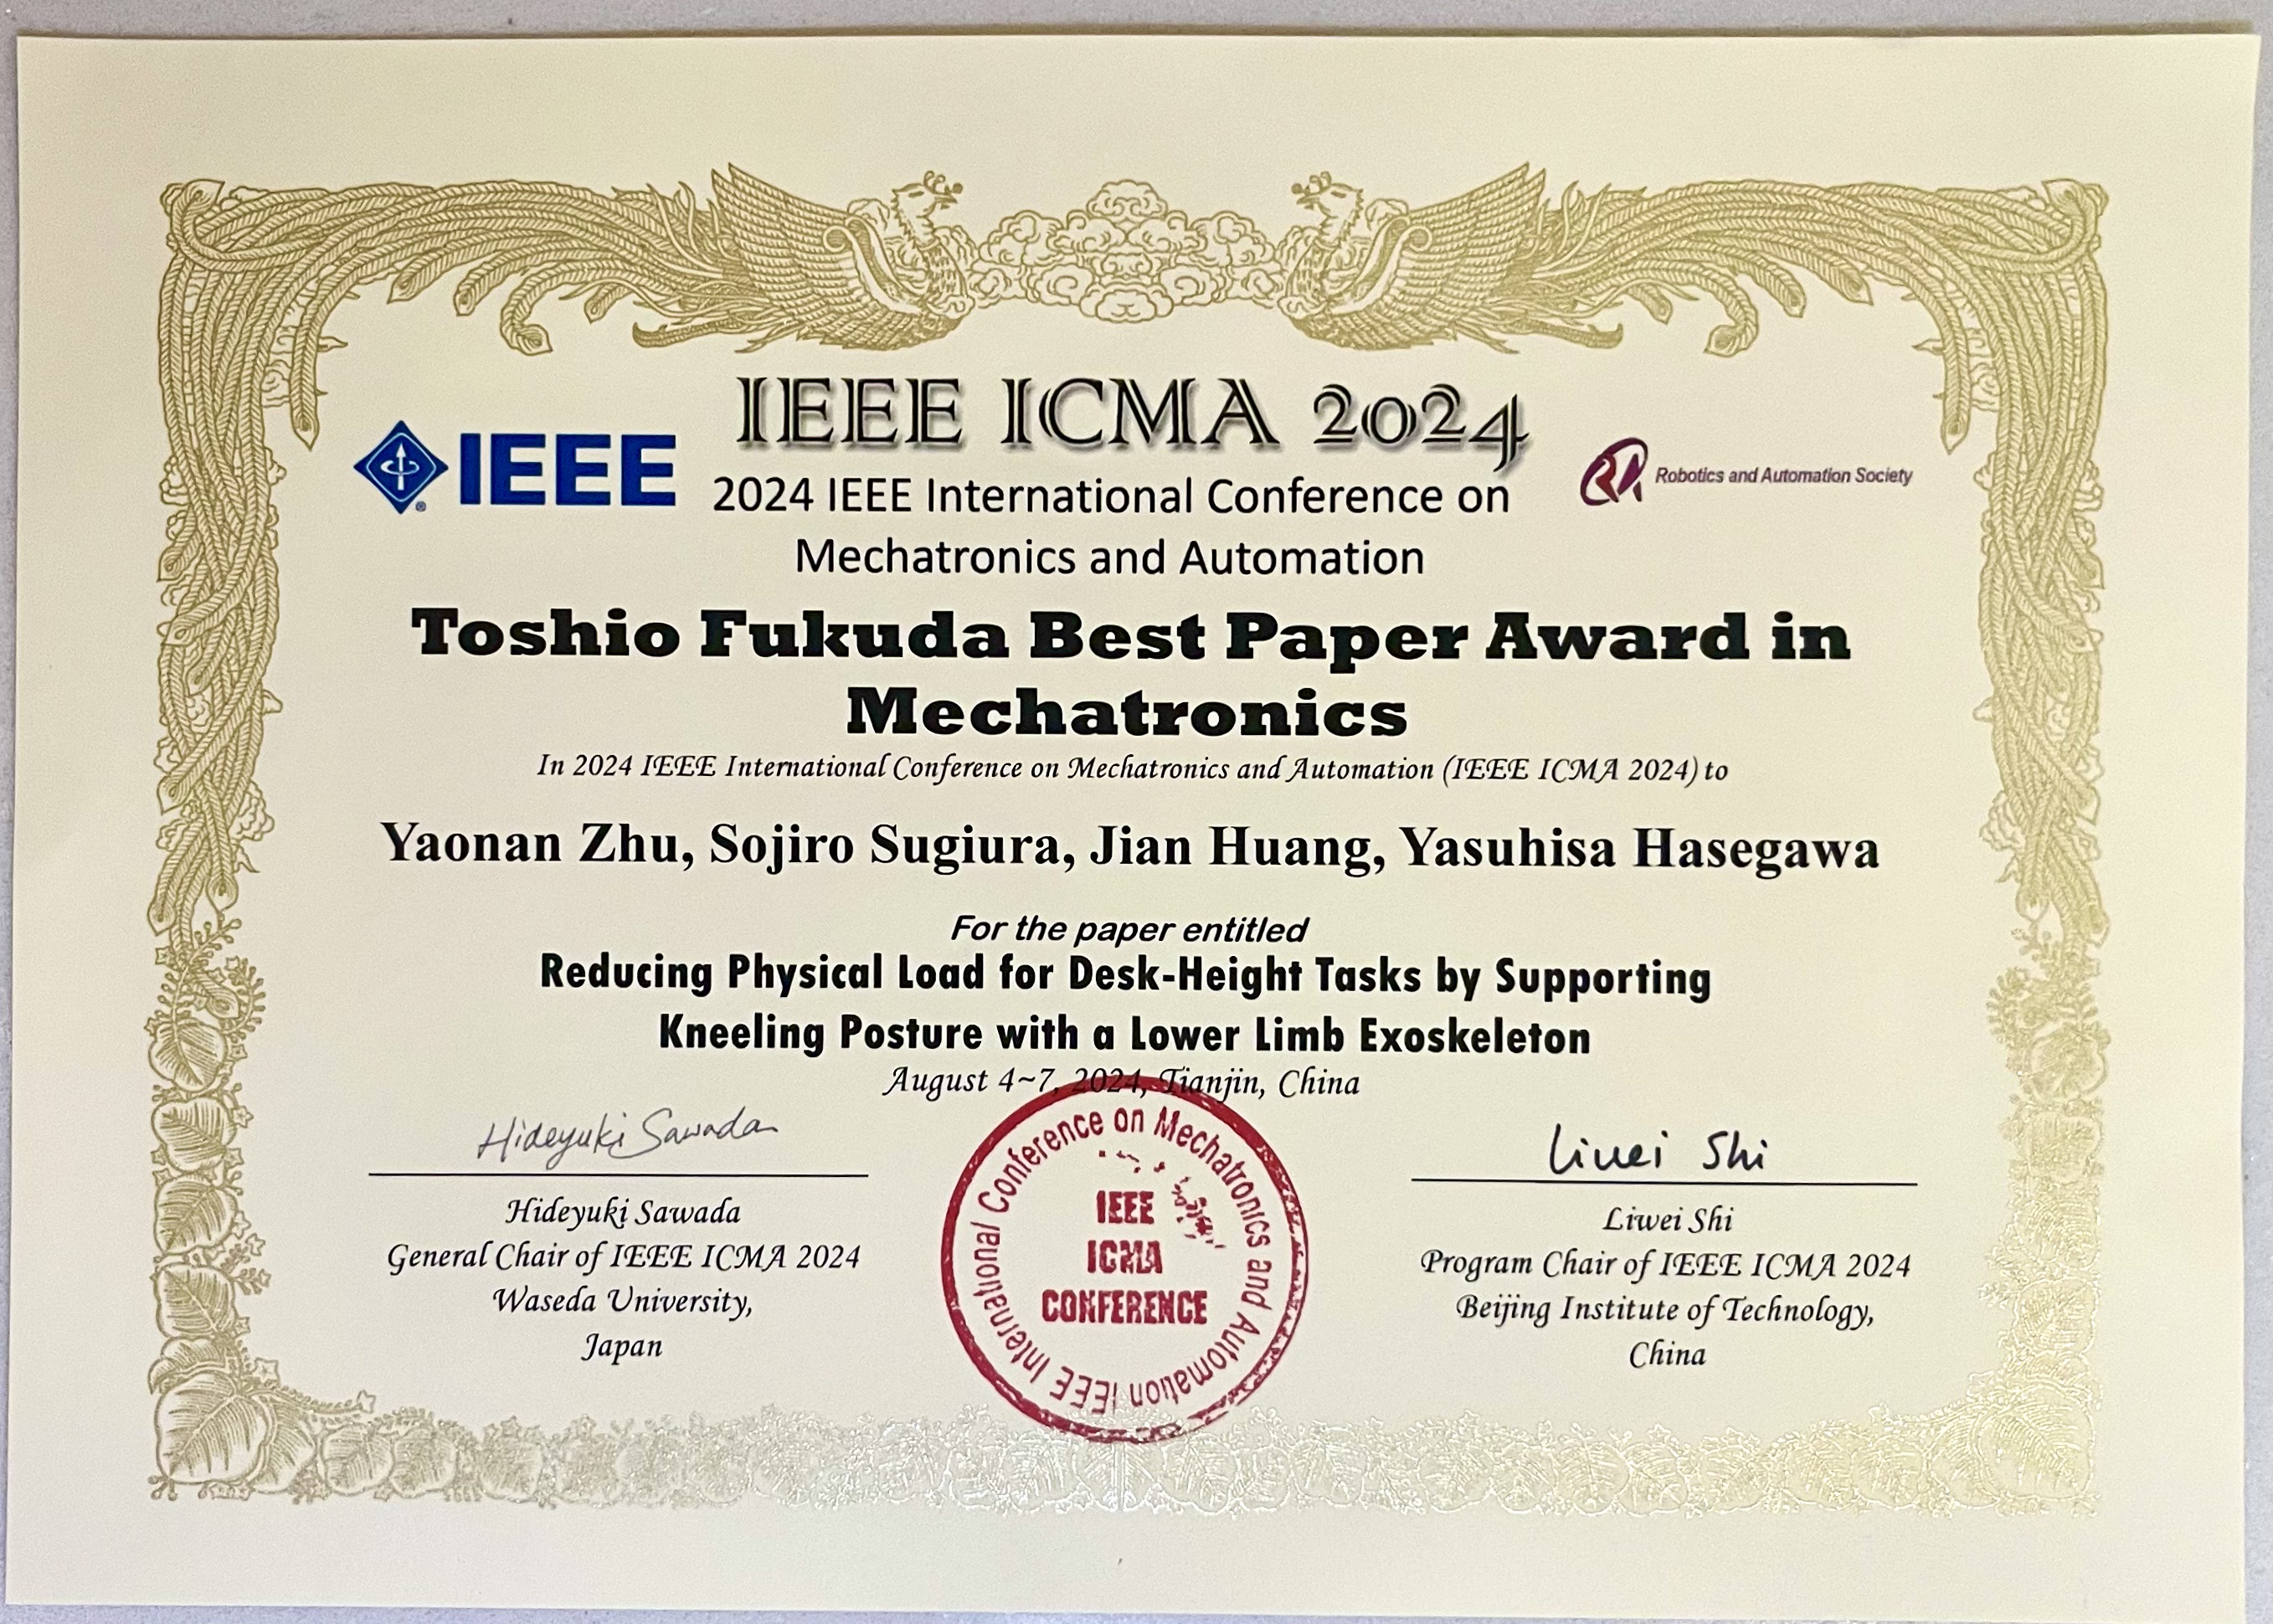 IEEE ICMA 2024
IEEE
Robotics and Automation Society
2024 IEEE International Conference on
Mechatronics and Automation
Toshio Fukuda Best Paper Award in
Mechatronics
In 2024 IEEE International Conference on Mechatronics and Automation (IEEE ICMA 2024) to
Yaonan Zhu, Sojiro Sugiura, Jian Huang, Yasuhisa Hasegawa
For the paper entitled
Reducing Physical Load for Desk-Height Tasks by Supporting
Kneeling Posture with a Lower Limb Exoskeleton
August 4~7, 2024, Tianjin, China
Hideyuki Sawada
Hideyuki Sawada
General Chair of IEEE ICMA 2024
Waseda University,
Japan
IEEE International Conference on Mechatronics and Automation
IEEE
ICMA
CONFERENCE
Liwei Shi
Liwei Shi
Program Chair of IEEE ICMA 2024
Beijing Institute of Technology,
China